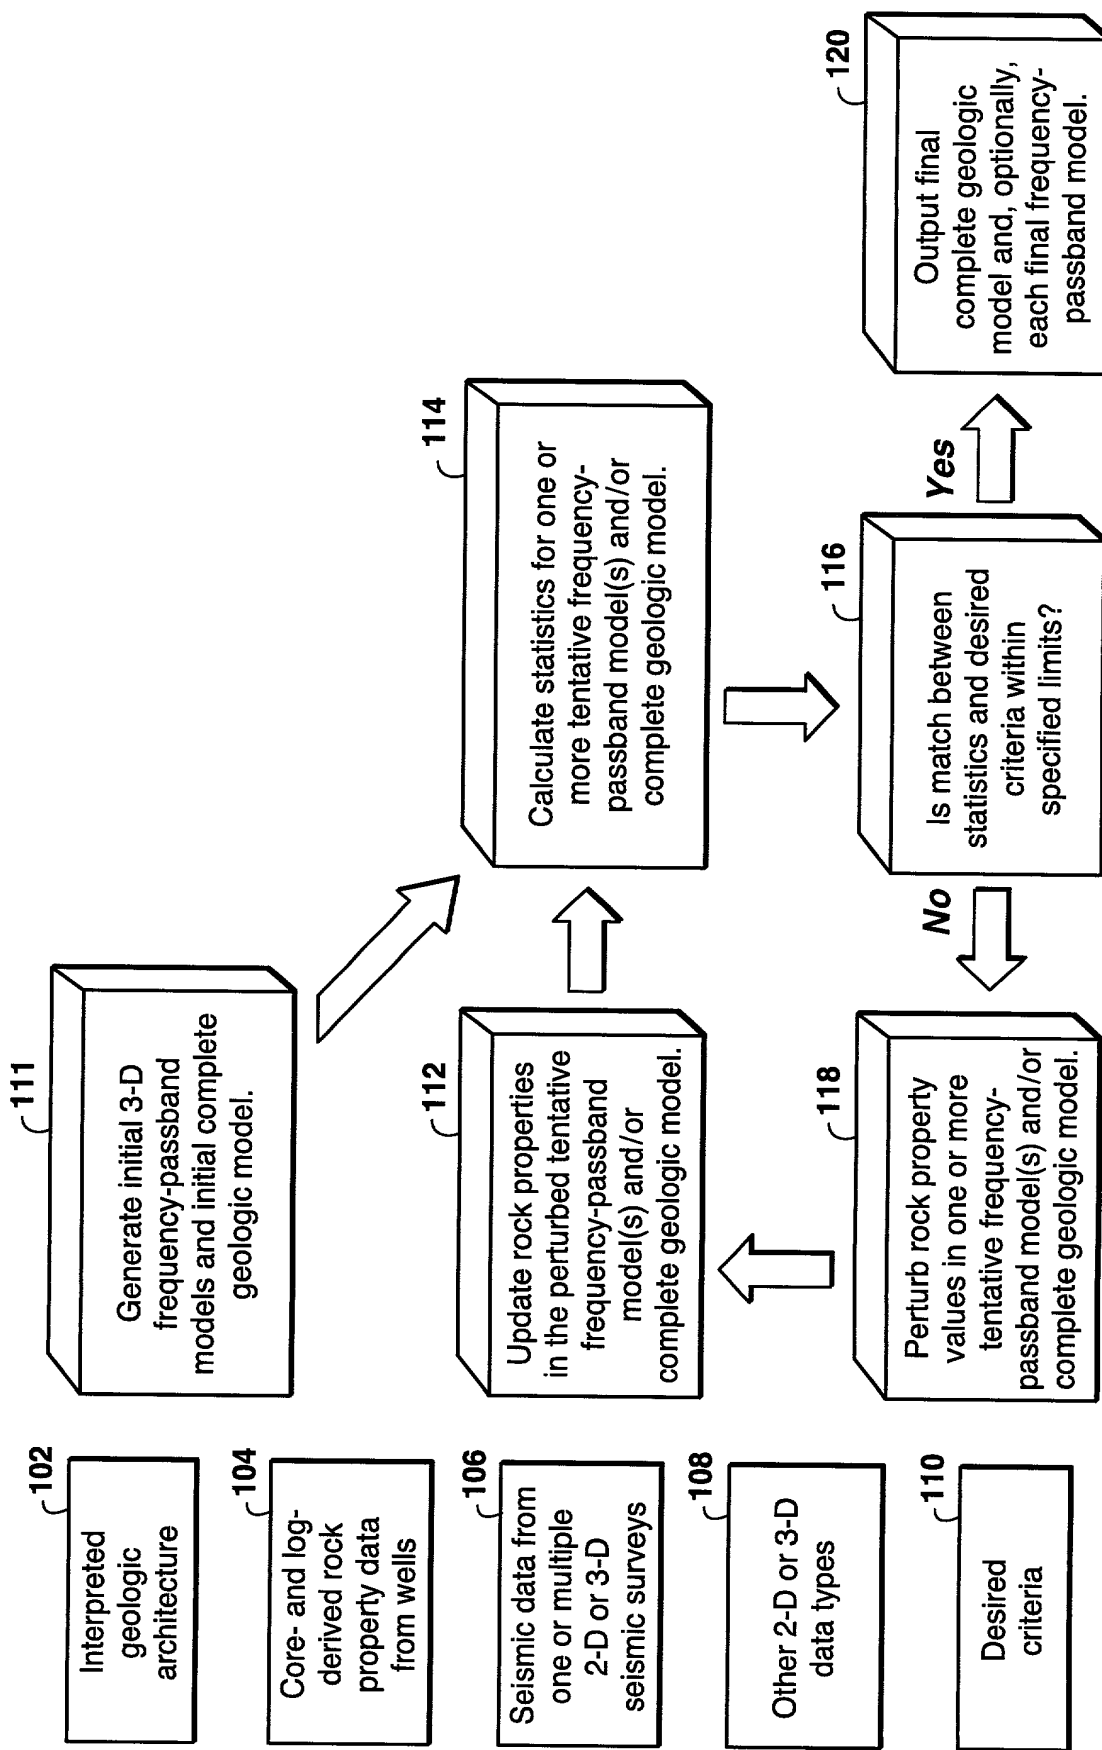 102
Interpreted
geologic
architecture
104
Core- and log-
derived rock
property data
from wells
106
Seismic data from
one or multiple
2-D or 3-D
seismic surveys
108
Other 2-D or 3-D
data types
110
Desired
criteria
111
Generate initial 3-D
frequency-passband
models and initial complete
geologic model.
112
Update rock properties
in the perturbed tentative
frequency-passband
model(s) and/or
complete geologic model.
118
Perturb rock property
values in one or more
tentative frequency-
passband model(s) and/or
complete geologic model.
114
Calculate statistics for one or
more tentative frequency-
passband model(s) and/or
complete geologic model.
116
Is match between
statistics and desired
criteria within
specified limits?
No
Yes
120
Output final
complete geologic
model and, optionally,
each final frequency-
passband model.